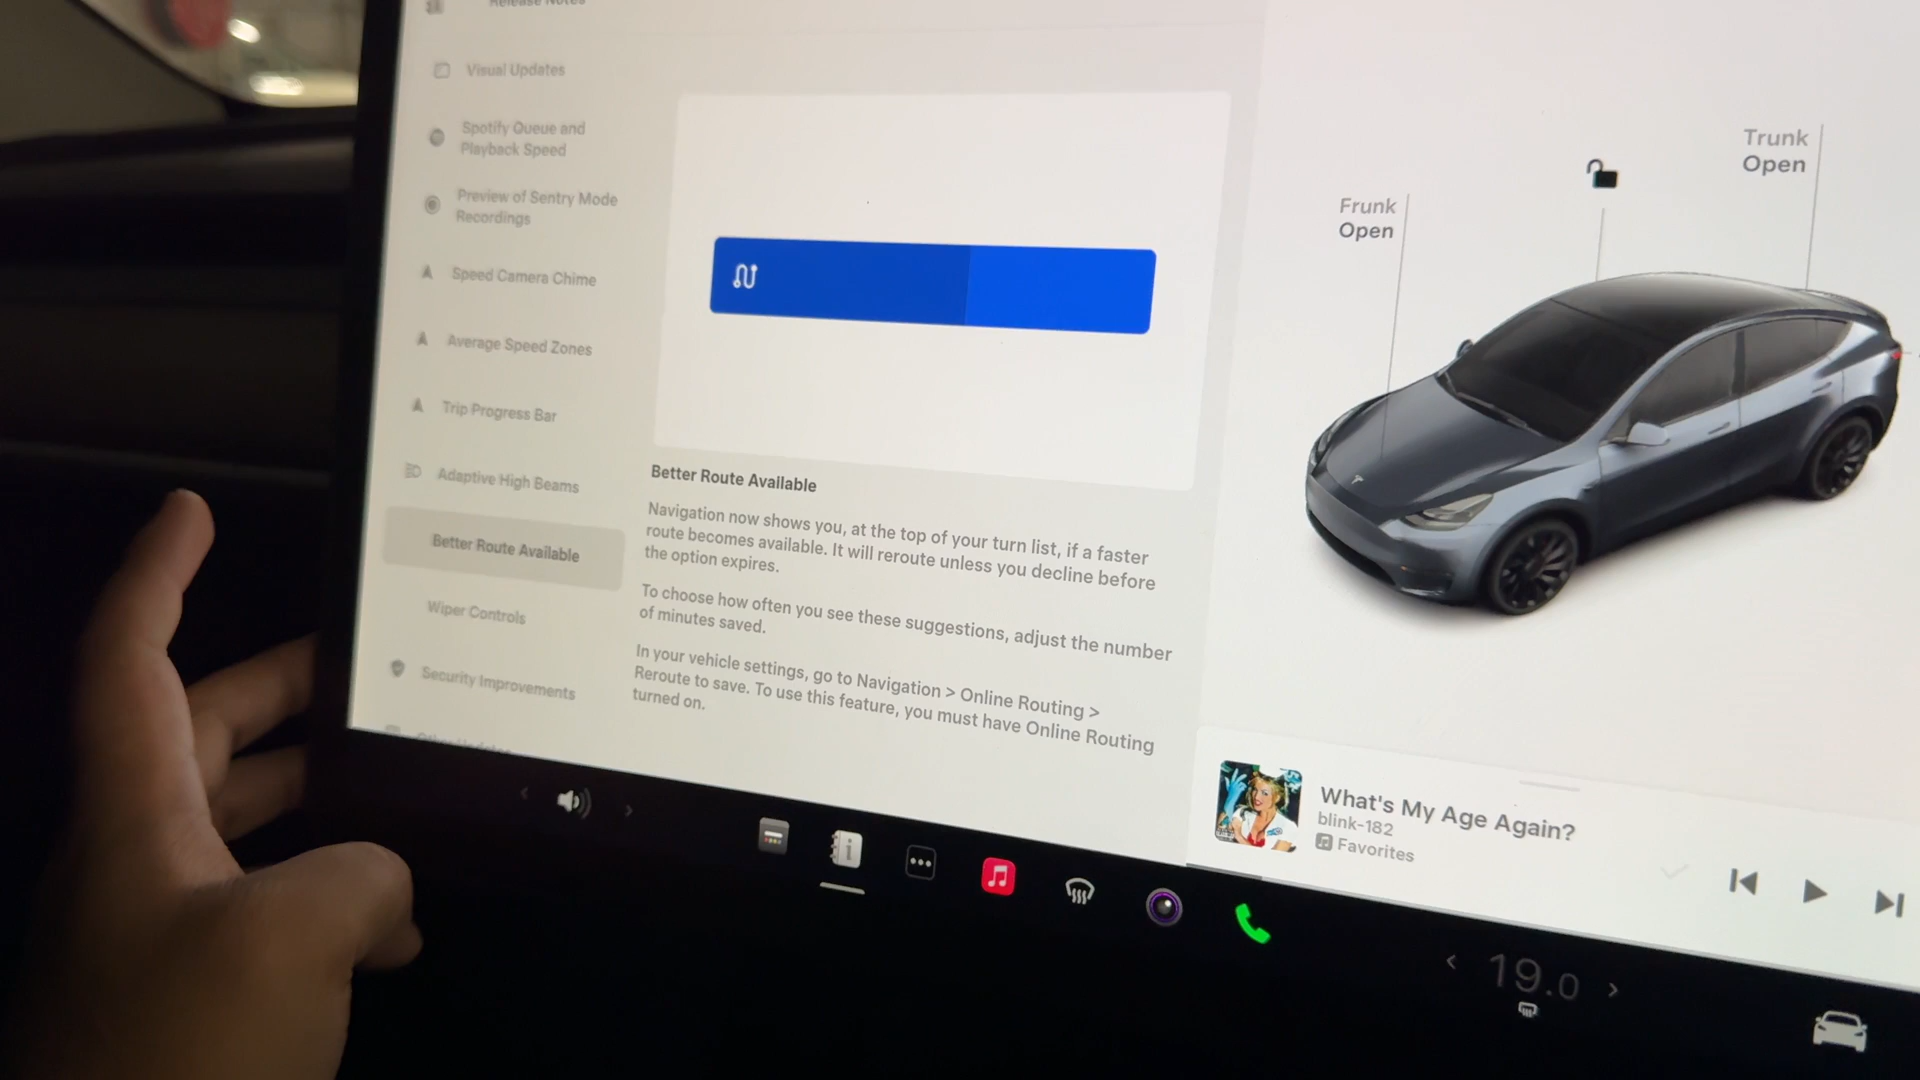 Release Notes
Visual Updates
Spotify Queue and
Playback Speed
Preview of Sentry Mode
Recordings
Speed Camera Chime
Average Speed Zones
Trip Progress Bar
Adaptive High Beams
Better Route Available
Wiper Controls
Security Improvements
Other Updates
Better Route Available
Navigation now shows you, at the top of your turn list, if a faster
route becomes available. It will reroute unless you decline before
the option expires.
To choose how often you see these suggestions, adjust the number
of minutes saved.
In your vehicle settings, go to Navigation > Online Routing >
Reroute to save. To use this feature, you must have Online Routing
turned on.
Frunk
Open
Trunk
Open
What's My Age Again?
blink-182
Favorites
19.0